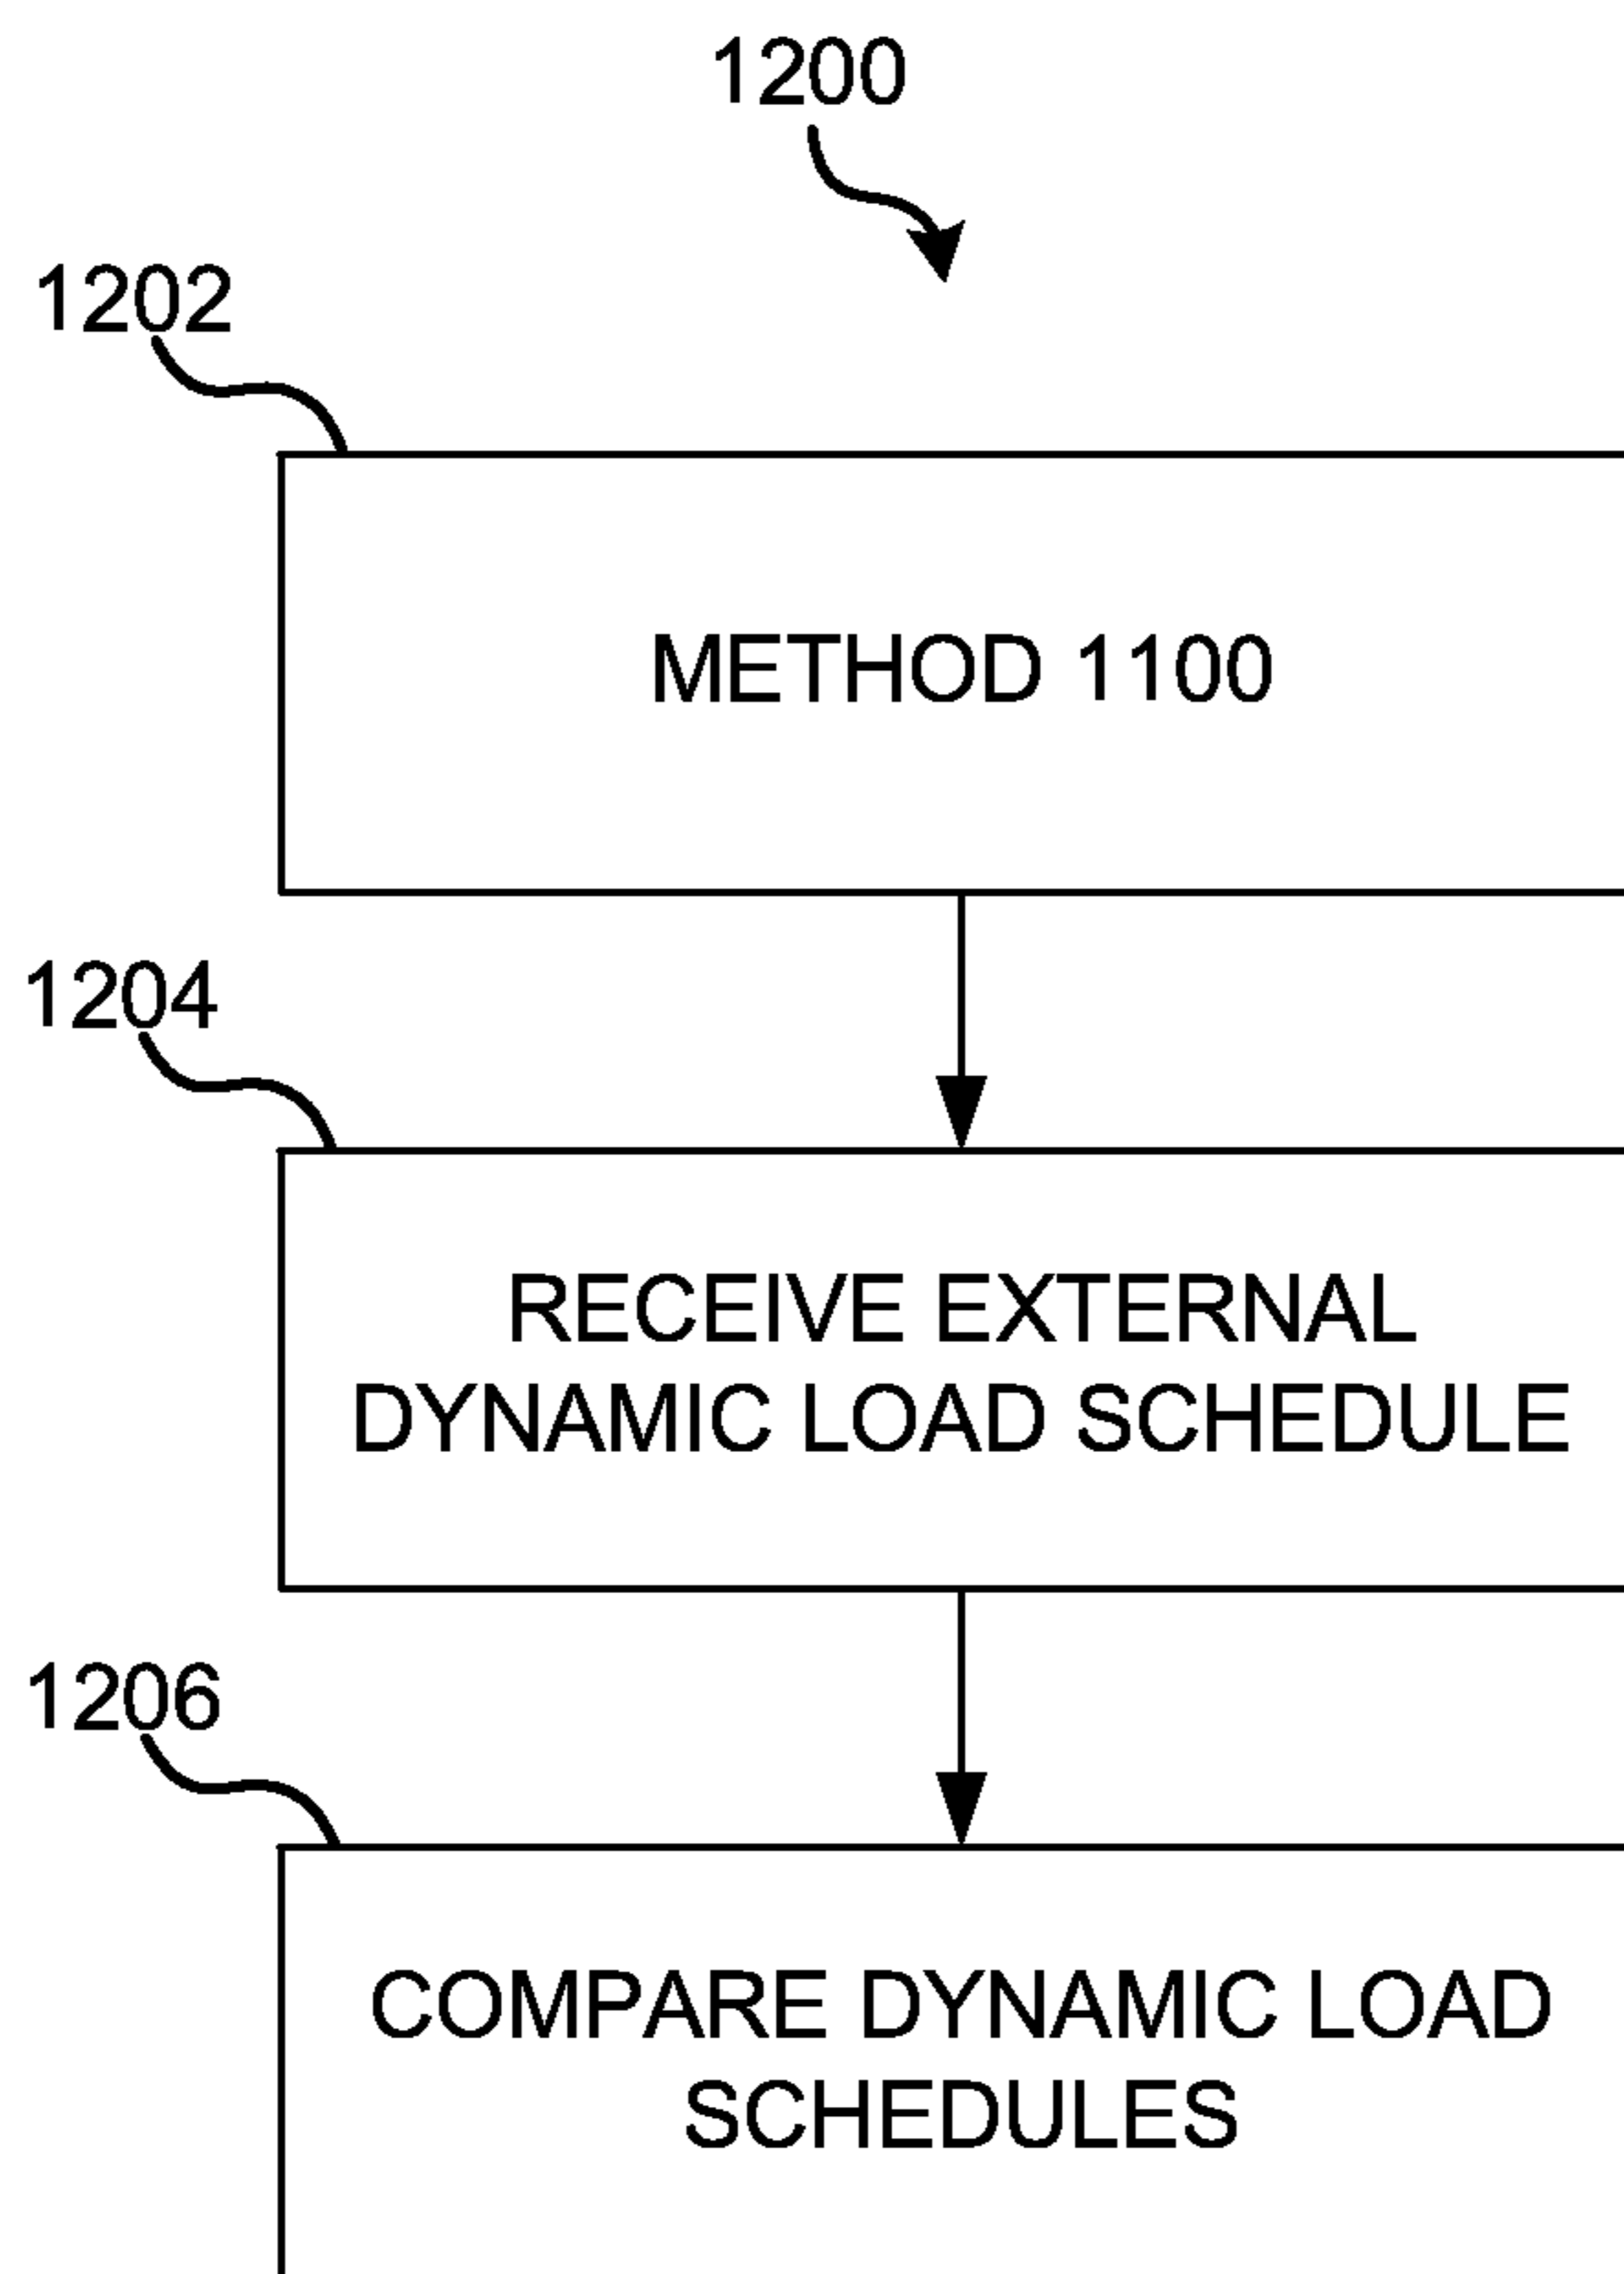 1200
1202
METHOD 1100
1204
RECEIVE EXTERNAL
DYNAMIC LOAD SCHEDULE
1206
COMPARE DYNAMIC LOAD
SCHEDULES